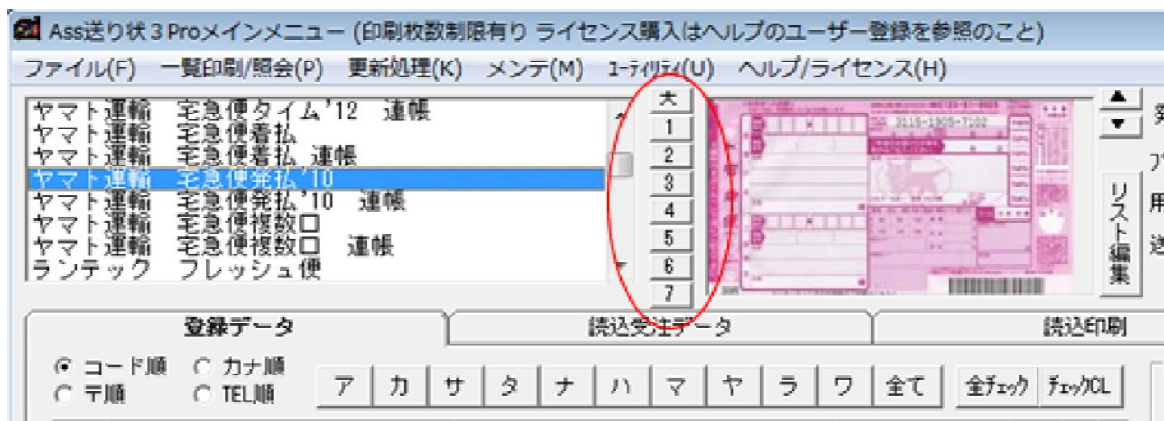 Ass送り状3 Proメインメニュー (印刷枚数制限有り ライセンス購入はヘルプのユーザー登録を参照のこと)
ファイル(F) 一覧印刷/照会(P) 更新処理(K) メンテ(M) ユーティリティ(U) ヘルプ/ライセンス(H)
ヤマト運輸 宅急便タイム'12 連帳
ヤマト運輸 宅急便着払
ヤマト運輸 宅急便着払 連帳
ヤマト運輸 宅急便発払'10
ヤマト運輸 宅急便発払'10 連帳
ヤマト運輸 宅急便複数口
ヤマト運輸 宅急便複数口 連帳
ランテック フレッシュ便
大
1
2
3
4
5
6
7
3115-1905-7102
▲
▼
リスト編集
用
送
登録データ 読込受注データ 読込印刷
コード順 カナ順
〒順 TEL順
ア カ サ タ ナ ハ マ ヤ ラ ワ 全て 全チェック チェックCL